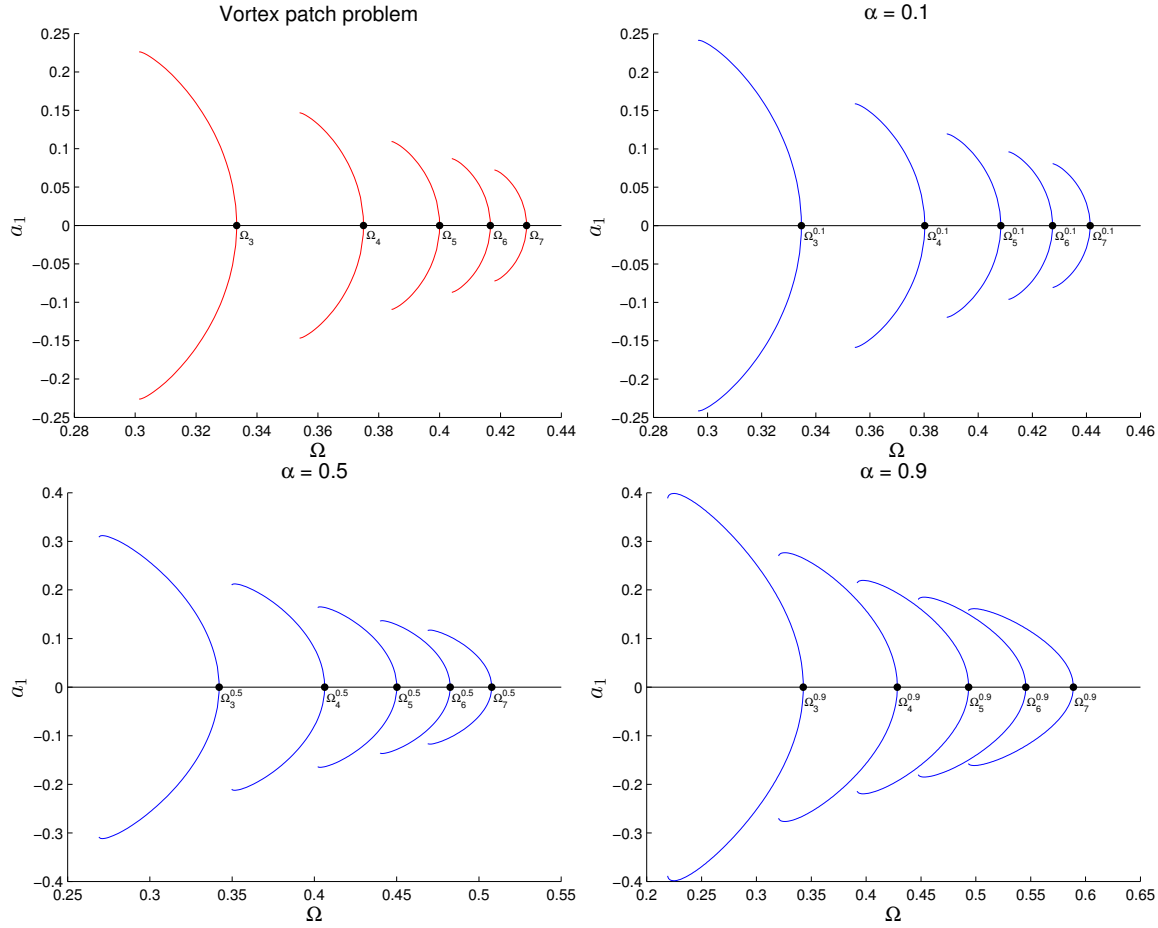 Vortex patch problem
0.25
0.2
0.15
0.1
0.05
0
−0.05
−0.1
−0.15
−0.2
0.25
a₁
Ω₃
Ω₄
Ω₅
Ω₆
Ω₇
0.28 0.3 0.32 0.34 0.36 0.38 0.4 0.42 0.44
Ω
α = 0.1
0.25
0.2
0.15
0.1
0.05
0
−0.05
−0.1
−0.15
−0.2
0.25
a₁
Ω₃^0.1
Ω₄^0.1
Ω₅^0.1
Ω₆^0.1
Ω₇^0.1
0.28 0.3 0.32 0.34 0.36 0.38 0.4 0.42 0.44 0.46
Ω
α = 0.5
0.4
0.3
0.2
0.1
0
−0.1
−0.2
−0.3
−0.4
a₁
Ω₃^0.5
Ω₄^0.5
Ω₅^0.5
Ω₆^0.5
Ω₇^0.5
0.25 0.3 0.35 0.4 0.45 0.5 0.55
Ω
α = 0.9
0.4
0.3
0.2
0.1
0
−0.1
−0.2
−0.3
−0.4
a₁
Ω₃^0.9
Ω₄^0.9
Ω₅^0.9
Ω₆^0.9
Ω₇^0.9
0.2 0.25 0.3 0.35 0.4 0.45 0.5 0.55 0.6 0.65
Ω